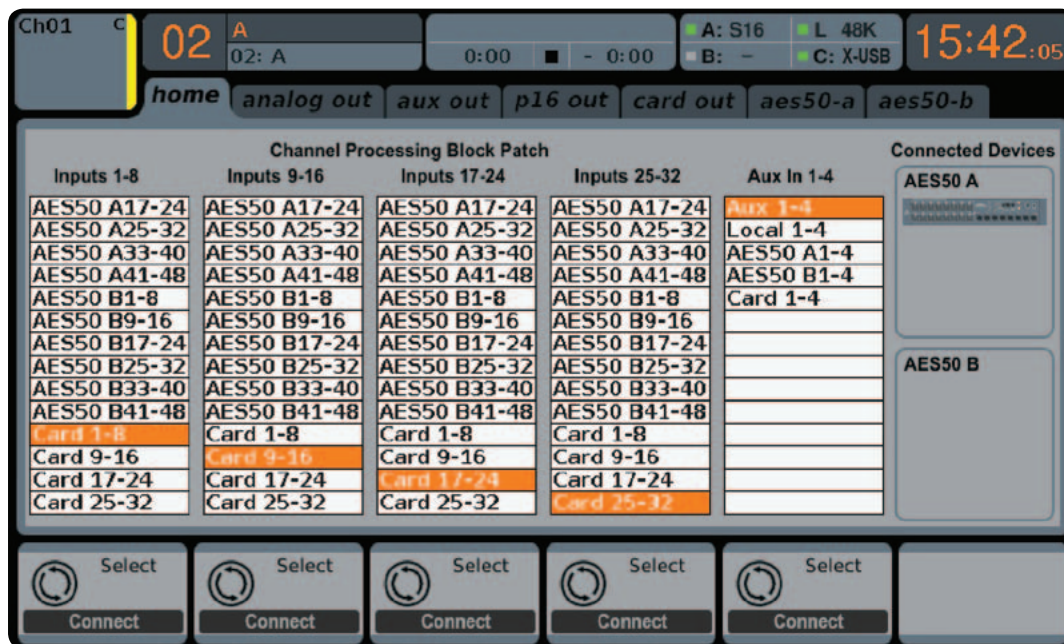 Ch01 C
02 A
02: A
0:00 - 0:00
A: S16 L 48K
B: - C: X-USB
15:42:05
home analog out aux out p16 out card out aes50-a aes50-b
Channel Processing Block Patch Connected Devices
Inputs 1-8 Inputs 9-16 Inputs 17-24 Inputs 25-32 Aux In 1-4 AES50 A
AES50 A17-24 AES50 A17-24 AES50 A17-24 AES50 A17-24 Aux 1-4
AES50 A25-32 AES50 A25-32 AES50 A25-32 AES50 A25-32 Local 1-4
AES50 A33-40 AES50 A33-40 AES50 A33-40 AES50 A33-40 AES50 A1-4
AES50 A41-48 AES50 A41-48 AES50 A41-48 AES50 A41-48 AES50 B1-4
AES50 B1-8 AES50 B1-8 AES50 B1-8 AES50 B1-8 Card 1-4
AES50 B9-16 AES50 B9-16 AES50 B9-16 AES50 B9-16
AES50 B17-24 AES50 B17-24 AES50 B17-24 AES50 B17-24
AES50 B25-32 AES50 B25-32 AES50 B25-32 AES50 B25-32 AES50 B
AES50 B33-40 AES50 B33-40 AES50 B33-40 AES50 B33-40
AES50 B41-48 AES50 B41-48 AES50 B41-48 AES50 B41-48
Card 1-8 Card 1-8 Card 1-8 Card 1-8
Card 9-16 Card 9-16 Card 9-16 Card 9-16
Card 17-24 Card 17-24 Card 17-24 Card 17-24
Card 25-32 Card 25-32 Card 25-32 Card 25-32
Select Select Select Select Select
Connect Connect Connect Connect Connect